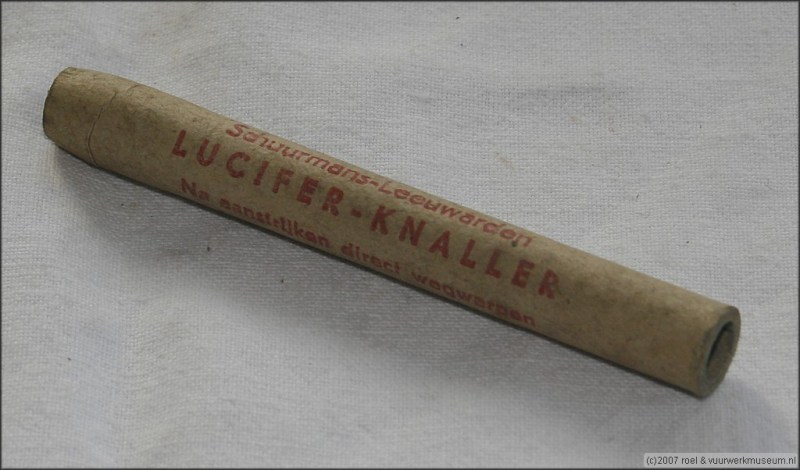 Schuurmans-Leeuwarden
LUCIFER-KNALLER
Na aanstrijken direct wegwerpen
(c)2007 roel & vuurwerkmuseum.nl